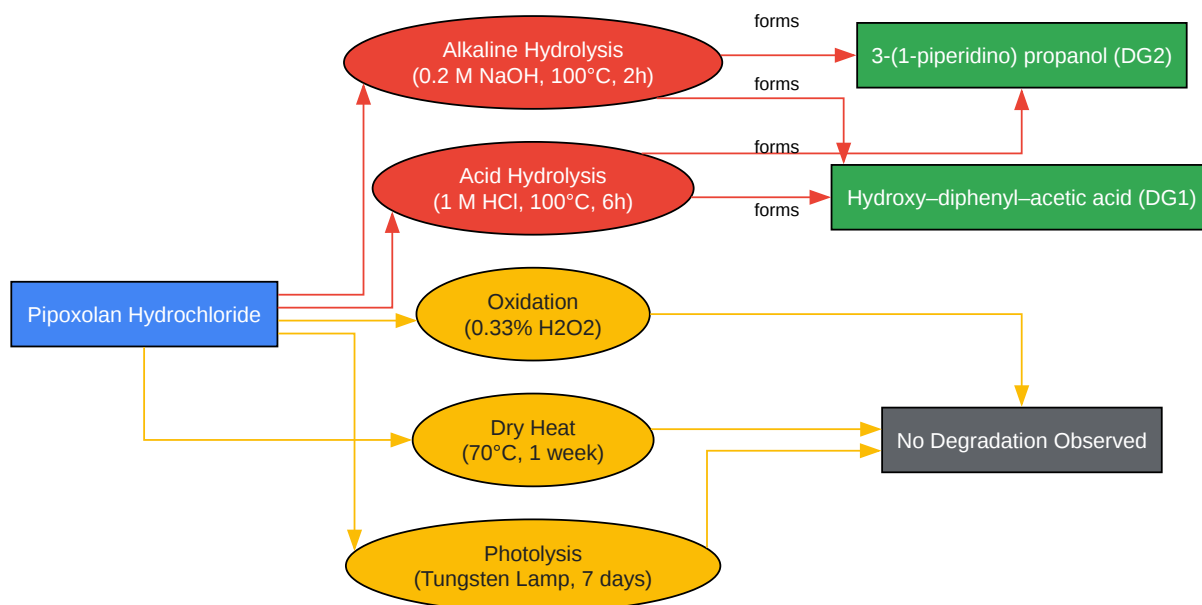 Alkaline Hydrolysis
(0.2 M NaOH, 100°C, 2h)
forms
3-(1-piperidino) propanol (DG2)
forms
Acid Hydrolysis
(1 M HCl, 100°C, 6h)
forms
forms
Hydroxy–diphenyl–acetic acid (DG1)
Pipoxolan Hydrochloride
Oxidation
(0.33% H2O2)
Dry Heat
(70°C, 1 week)
No Degradation Observed
Photolysis
(Tungsten Lamp, 7 days)